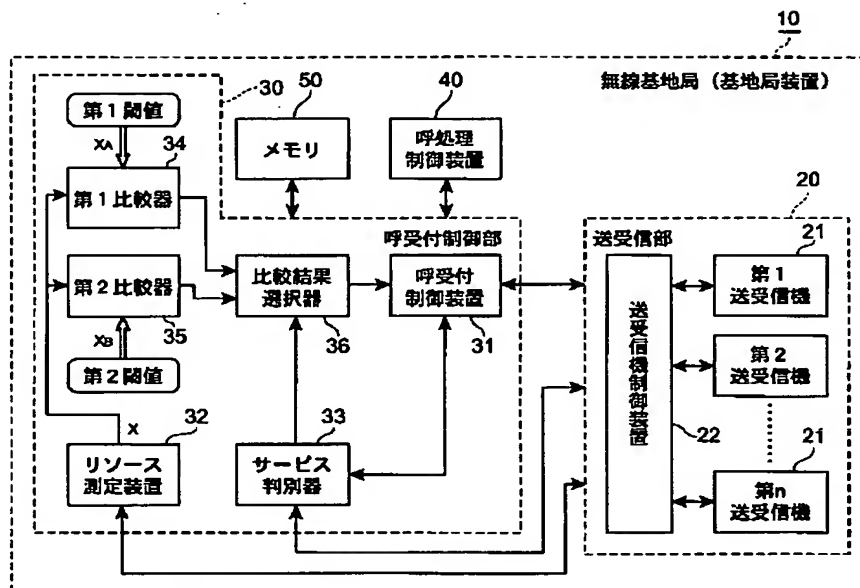 10
無線基地局(基地局装置)
30
50
40
20
第1閾値
XA
34
メモリ
呼処理
制御装置
第1比較器
呼受付制御部
送受信部
21
第2比較器
比較結果
選択器
呼受付
制御装置
第1
送受信機
35
36
31
XB
第2閾値
送受信機制御装置
第2
送受信機
X
32
33
22
21
リソース
測定装置
サービス
判別器
第n
送受信機